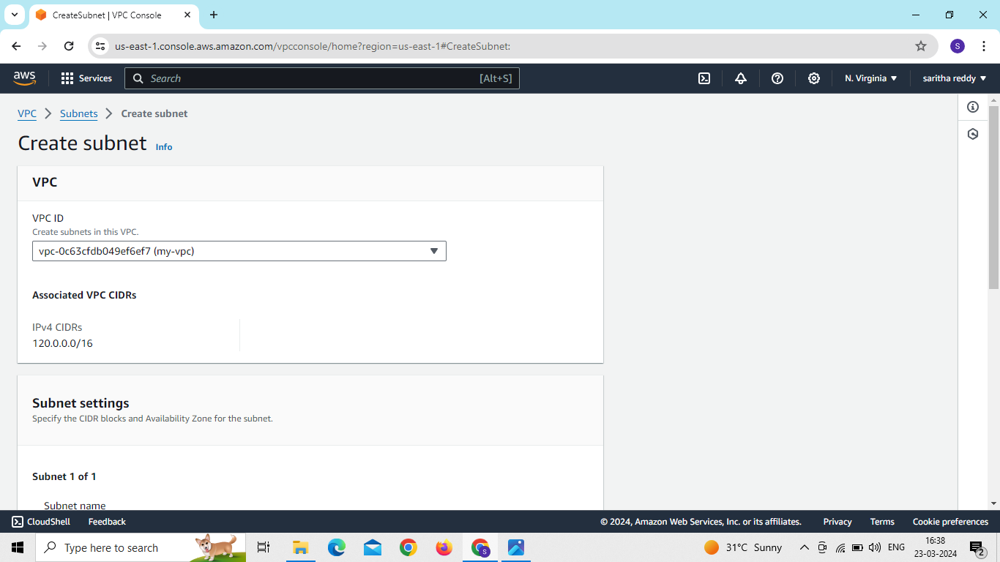 CreateSubnet | VPC Console
us-east-1.console.aws.amazon.com/vpcconsole/home?region=us-east-1#CreateSubnet:
S
aws
Services
Search
[Alt+S]
N. Virginia
saritha reddy
VPC
Subnets
Create subnet
Create subnet
Info
VPC
VPC ID
Create subnets in this VPC.
vpc-0c63cfdb049ef6ef7 (my-vpc)
Associated VPC CIDRs
IPv4 CIDRs
120.0.0.0/16
Subnet settings
Specify the CIDR blocks and Availability Zone for the subnet.
Subnet 1 of 1
Subnet name
CloudShell
Feedback
© 2024, Amazon Web Services, Inc. or its affiliates.
Privacy
Terms
Cookie preferences
Type here to search
S
31°C Sunny
ENG
16:38
23-03-2024
2